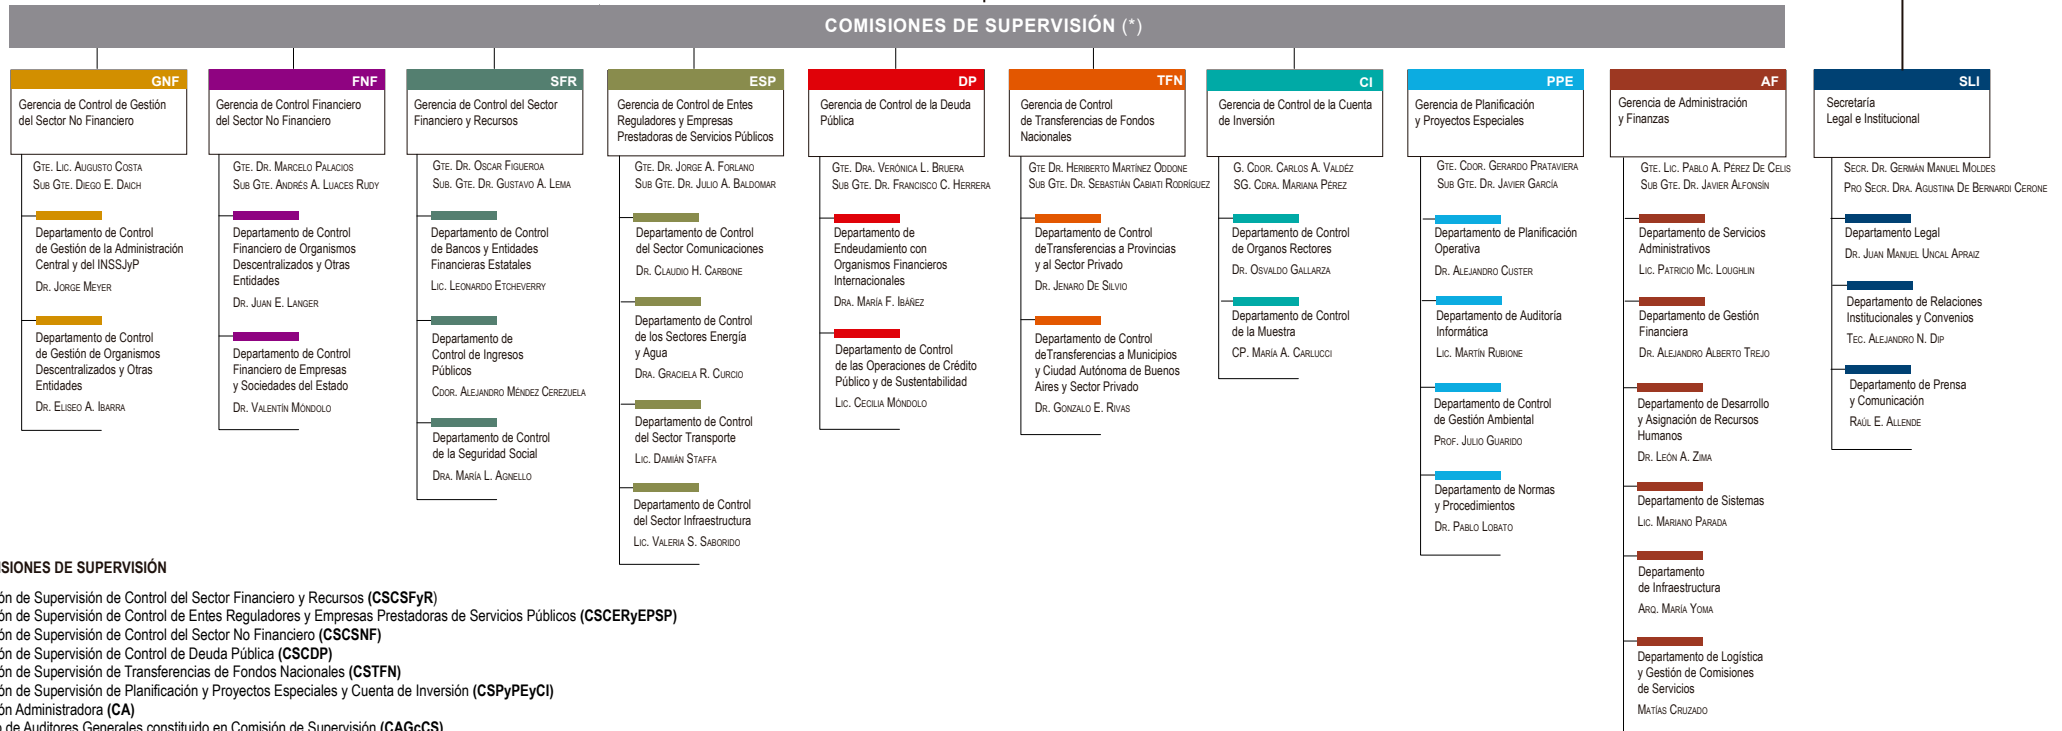 COMISIONES DE SUPERVISIÓN (*)
GNF
Gerencia de Control de Gestión
del Sector No Financiero
Gte. Lic. Augusto Costa
Sub Gte. Diego E. Daich
Departamento de Control
de Gestión de la Administración
Central y del INSSJyP
Dr. Jorge Meyer
Departamento de Control
de Gestión de Organismos
Descentralizados y Otras
Entidades
Dr. Eliseo A. Ibarra
FNF
Gerencia de Control Financiero
del Sector No Financiero
Gte. Dr. Marcelo Palacios
Sub Gte. Andrés A. Luaces Rudy
Departamento de Control
Financiero de Organismos
Descentralizados y Otras
Entidades
Dr. Juan E. Langer
Departamento de Control
Financiero de Empresas
y Sociedades del Estado
Dr. Valentín Móndolo
SFR
Gerencia de Control del Sector
Financiero y Recursos
Gte. Dr. Oscar Figueroa
Sub. Gte. Dr. Gustavo A. Lema
Departamento de Control
de Bancos y Entidades
Financieras Estatales
Lic. Leonardo Etcheverry
Departamento de
Control de Ingresos
Públicos
Cdor. Alejandro Méndez Cerezuela
Departamento de Control
de la Seguridad Social
Dra. María L. Agnello
ESP
Gerencia de Control de Entes
Reguladores y Empresas
Prestadoras de Servicios Públicos
Gte. Dr. Jorge A. Forlano
Sub Gte. Dr. Julio A. Baldomar
Departamento de Control
del Sector Comunicaciones
Dr. Claudio H. Carbone
Departamento de Control
de los Sectores Energía
y Agua
Dra. Graciela R. Curcio
Departamento de Control
del Sector Transporte
Lic. Damián Staffa
Departamento de Control
del Sector Infraestructura
Lic. Valeria S. Saborido
DP
Gerencia de Control de la Deuda
Pública
Gte. Dra. Verónica L. Bruera
Sub Gte. Dr. Francisco C. Herrera
Departamento de
Endeudamiento con
Organismos Financieros
Internacionales
Dra. María F. Ibáñez
Departamento de Control
de las Operaciones de Crédito
Público y de Sustentabilidad
Lic. Cecilia Móndolo
TFN
Gerencia de Control
de Transferencias de Fondos
Nacionales
Gte Dr. Heriberto Martínez Oddone
Sub Gte. Dr. Sebastián Cabiati Rodríguez
Departamento de Control
deTransferencias a Provincias
y al Sector Privado
Dr. Jenaro De Silvio
Departamento de Control
deTransferencias a Municipios
y Ciudad Autónoma de Buenos
Aires y Sector Privado
Dr. Gonzalo E. Rivas
CI
Gerencia de Control de la Cuenta
de Inversión
G. Cdor. Carlos A. Valdéz
SG. Cdra. Mariana Pérez
Departamento de Control
de Organos Rectores
Dr. Osvaldo Gallarza
Departamento de Control
de la Muestra
CP. María A. Carlucci
PPE
Gerencia de Planificación
y Proyectos Especiales
Gte. Cdor. Gerardo Prataviera
Sub Gte. Dr. Javier García
Departamento de Planificación
Operativa
Dr. Alejandro Custer
Departamento de Auditoría
Informática
Lic. Martín Rubione
Departamento de Control
de Gestión Ambiental
Prof. Julio Guarido
Departamento de Normas
y Procedimientos
Dr. Pablo Lobato
AF
Gerencia de Administración
y Finanzas
Gte. Lic. Pablo A. Pérez De Celis
Sub Gte. Dr. Javier Alfonsín
Departamento de Servicios
Administrativos
Lic. Patricio Mc. Loughlin
Departamento de Gestión
Financiera
Dr. Alejandro Alberto Trejo
Departamento de Desarrollo
y Asignación de Recursos
Humanos
Dr. León A. Zima
Departamento de Sistemas
Lic. Mariano Parada
Departamento
de Infraestructura
Arq. María Yoma
Departamento de Logística
y Gestión de Comisiones
de Servicios
Matías Cruzado
SLI
Secretaría
Legal e Institucional
Secr. Dr. Germán Manuel Moldes
Pro Secr. Dra. Agustina De Bernardi Cerone
Departamento Legal
Dr. Juan Manuel Uncal Apraiz
Departamento de Relaciones
Institucionales y Convenios
Tec. Alejandro N. Dip
Departamento de Prensa
y Comunicación
Raúl E. Allende
SIONES DE SUPERVISIÓN
ón de Supervisión de Control del Sector Financiero y Recursos (CSCSFyR)
ón de Supervisión de Control de Entes Reguladores y Empresas Prestadoras de Servicios Públicos (CSCERyEPSP)
ón de Supervisión de Control del Sector No Financiero (CSCSNF)
ón de Supervisión de Control de Deuda Pública (CSCDP)
ón de Supervisión de Transferencias de Fondos Nacionales (CSTFN)
ón de Supervisión de Planificación y Proyectos Especiales y Cuenta de Inversión (CSPyPEyCI)
ón Administradora (CA)
de Auditores Generales constituido en Comisión de Supervisión (CAGcCS)